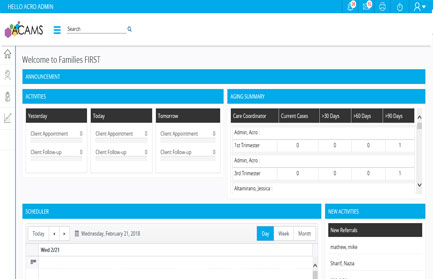 HELLO ACRO ADMIN
ACAMS
Search
Welcome to Families FIRST
ANNOUNCEMENT
ACTIVITIES
Yesterday
Today
Tomorrow
Client Appointment 0
Client Appointment 0
Client Appointment 0
Client Follow-up 0
Client Follow-up 0
Client Follow-up 0
AGING SUMMARY
Care Coordinator Current Cases >30 Days >60 Days >90 Days
Admin, Acro :
1st Trimester 0 0 0 1
Admin, Acro :
3rd Trimester 0 0 0 1
Altamirano, Jessica :
SCHEDULER
Today Wednesday, February 21, 2018 Day Week Month
Wed 2/21
NEW ACTIVITIES
New Referrals
mathew, mike
Sharif, Nazia